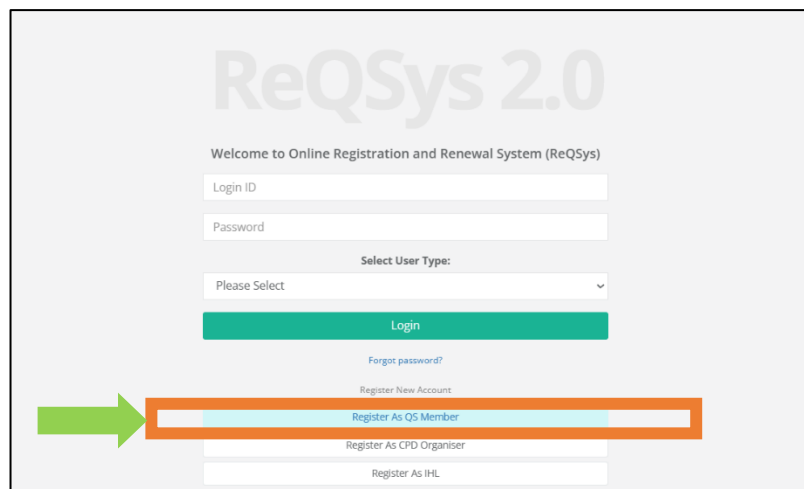 ReQSys 2.0
Welcome to Online Registration and Renewal System (ReQSys)
Login ID
Password
Select User Type:
Please Select
Login
Forgot password?
Register New Account
Register As QS Member
Register As CPD Organiser
Register As IHL